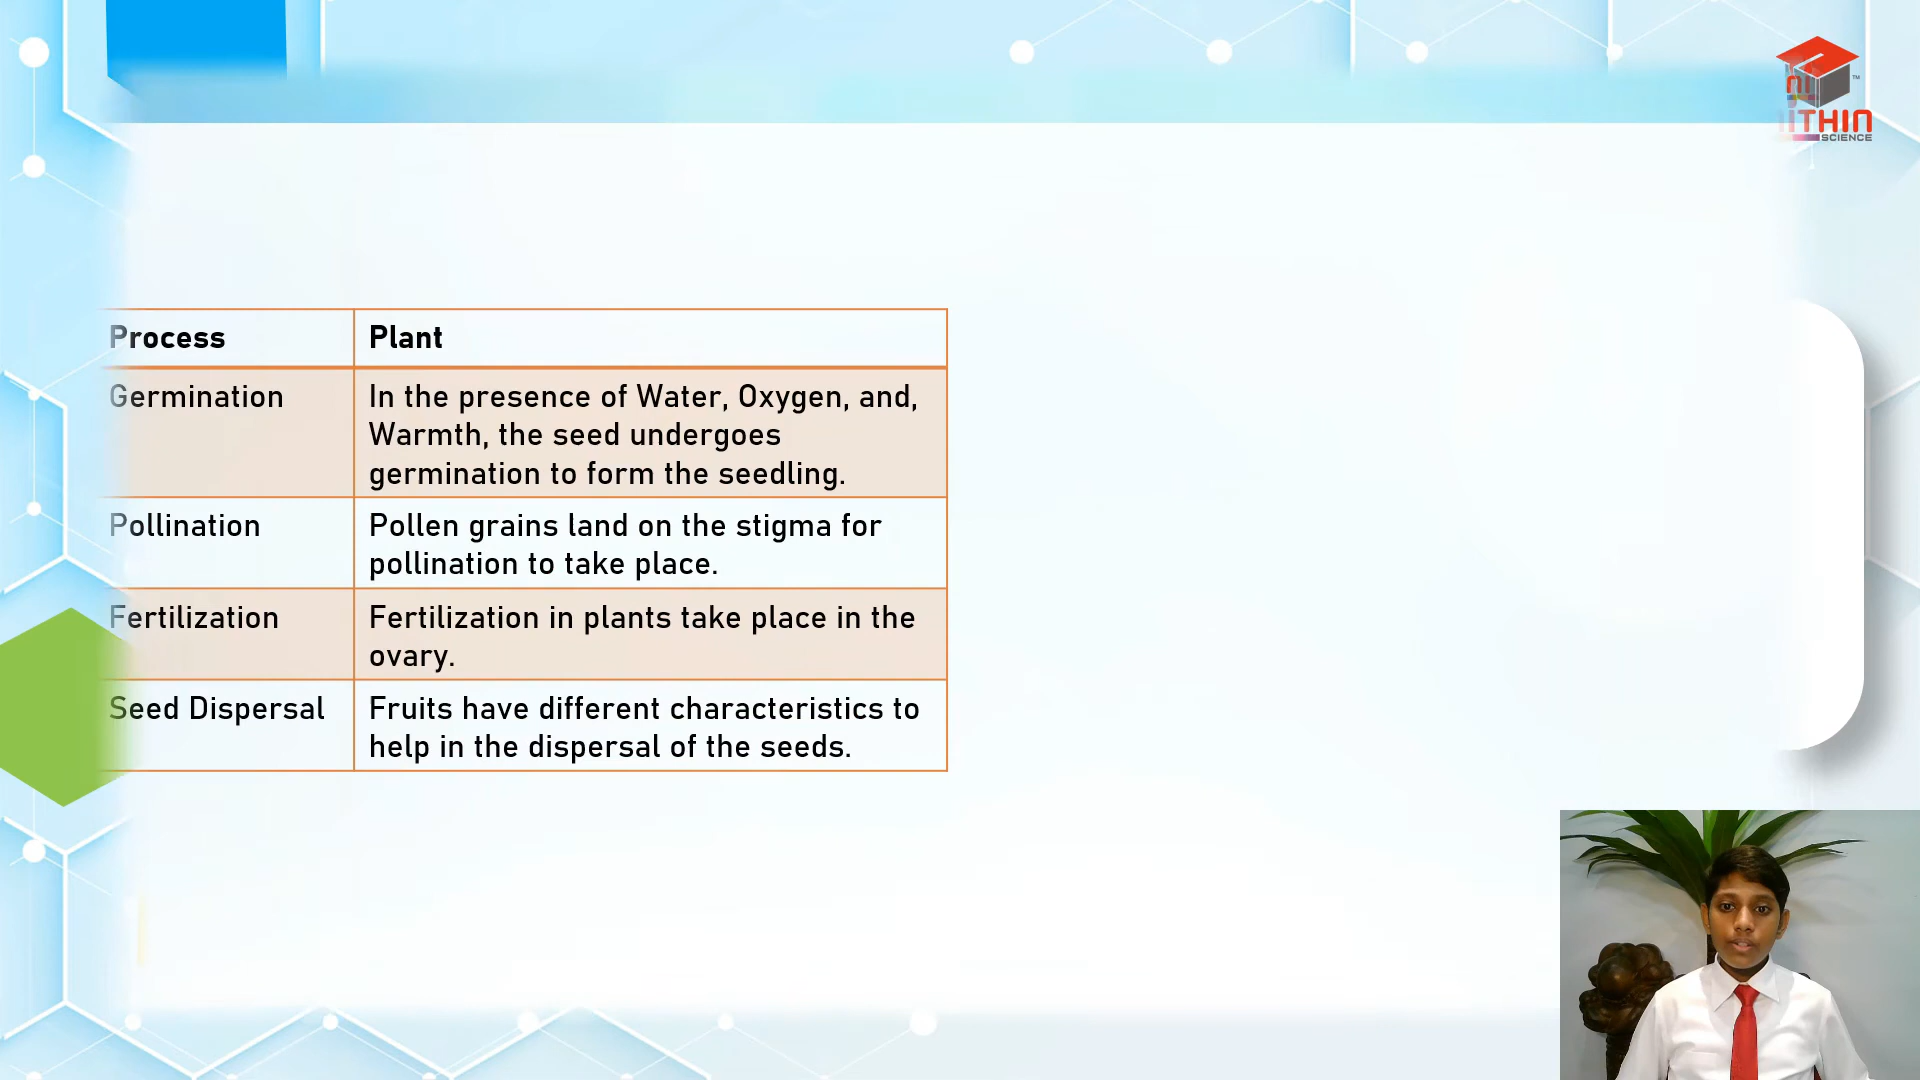 THIN
SCIENCE
Process Plant
Germination In the presence of Water, Oxygen, and,
Warmth, the seed undergoes
germination to form the seedling.
Pollination Pollen grains land on the stigma for
pollination to take place.
Fertilization Fertilization in plants take place in the
ovary.
Seed Dispersal Fruits have different characteristics to
help in the dispersal of the seeds.